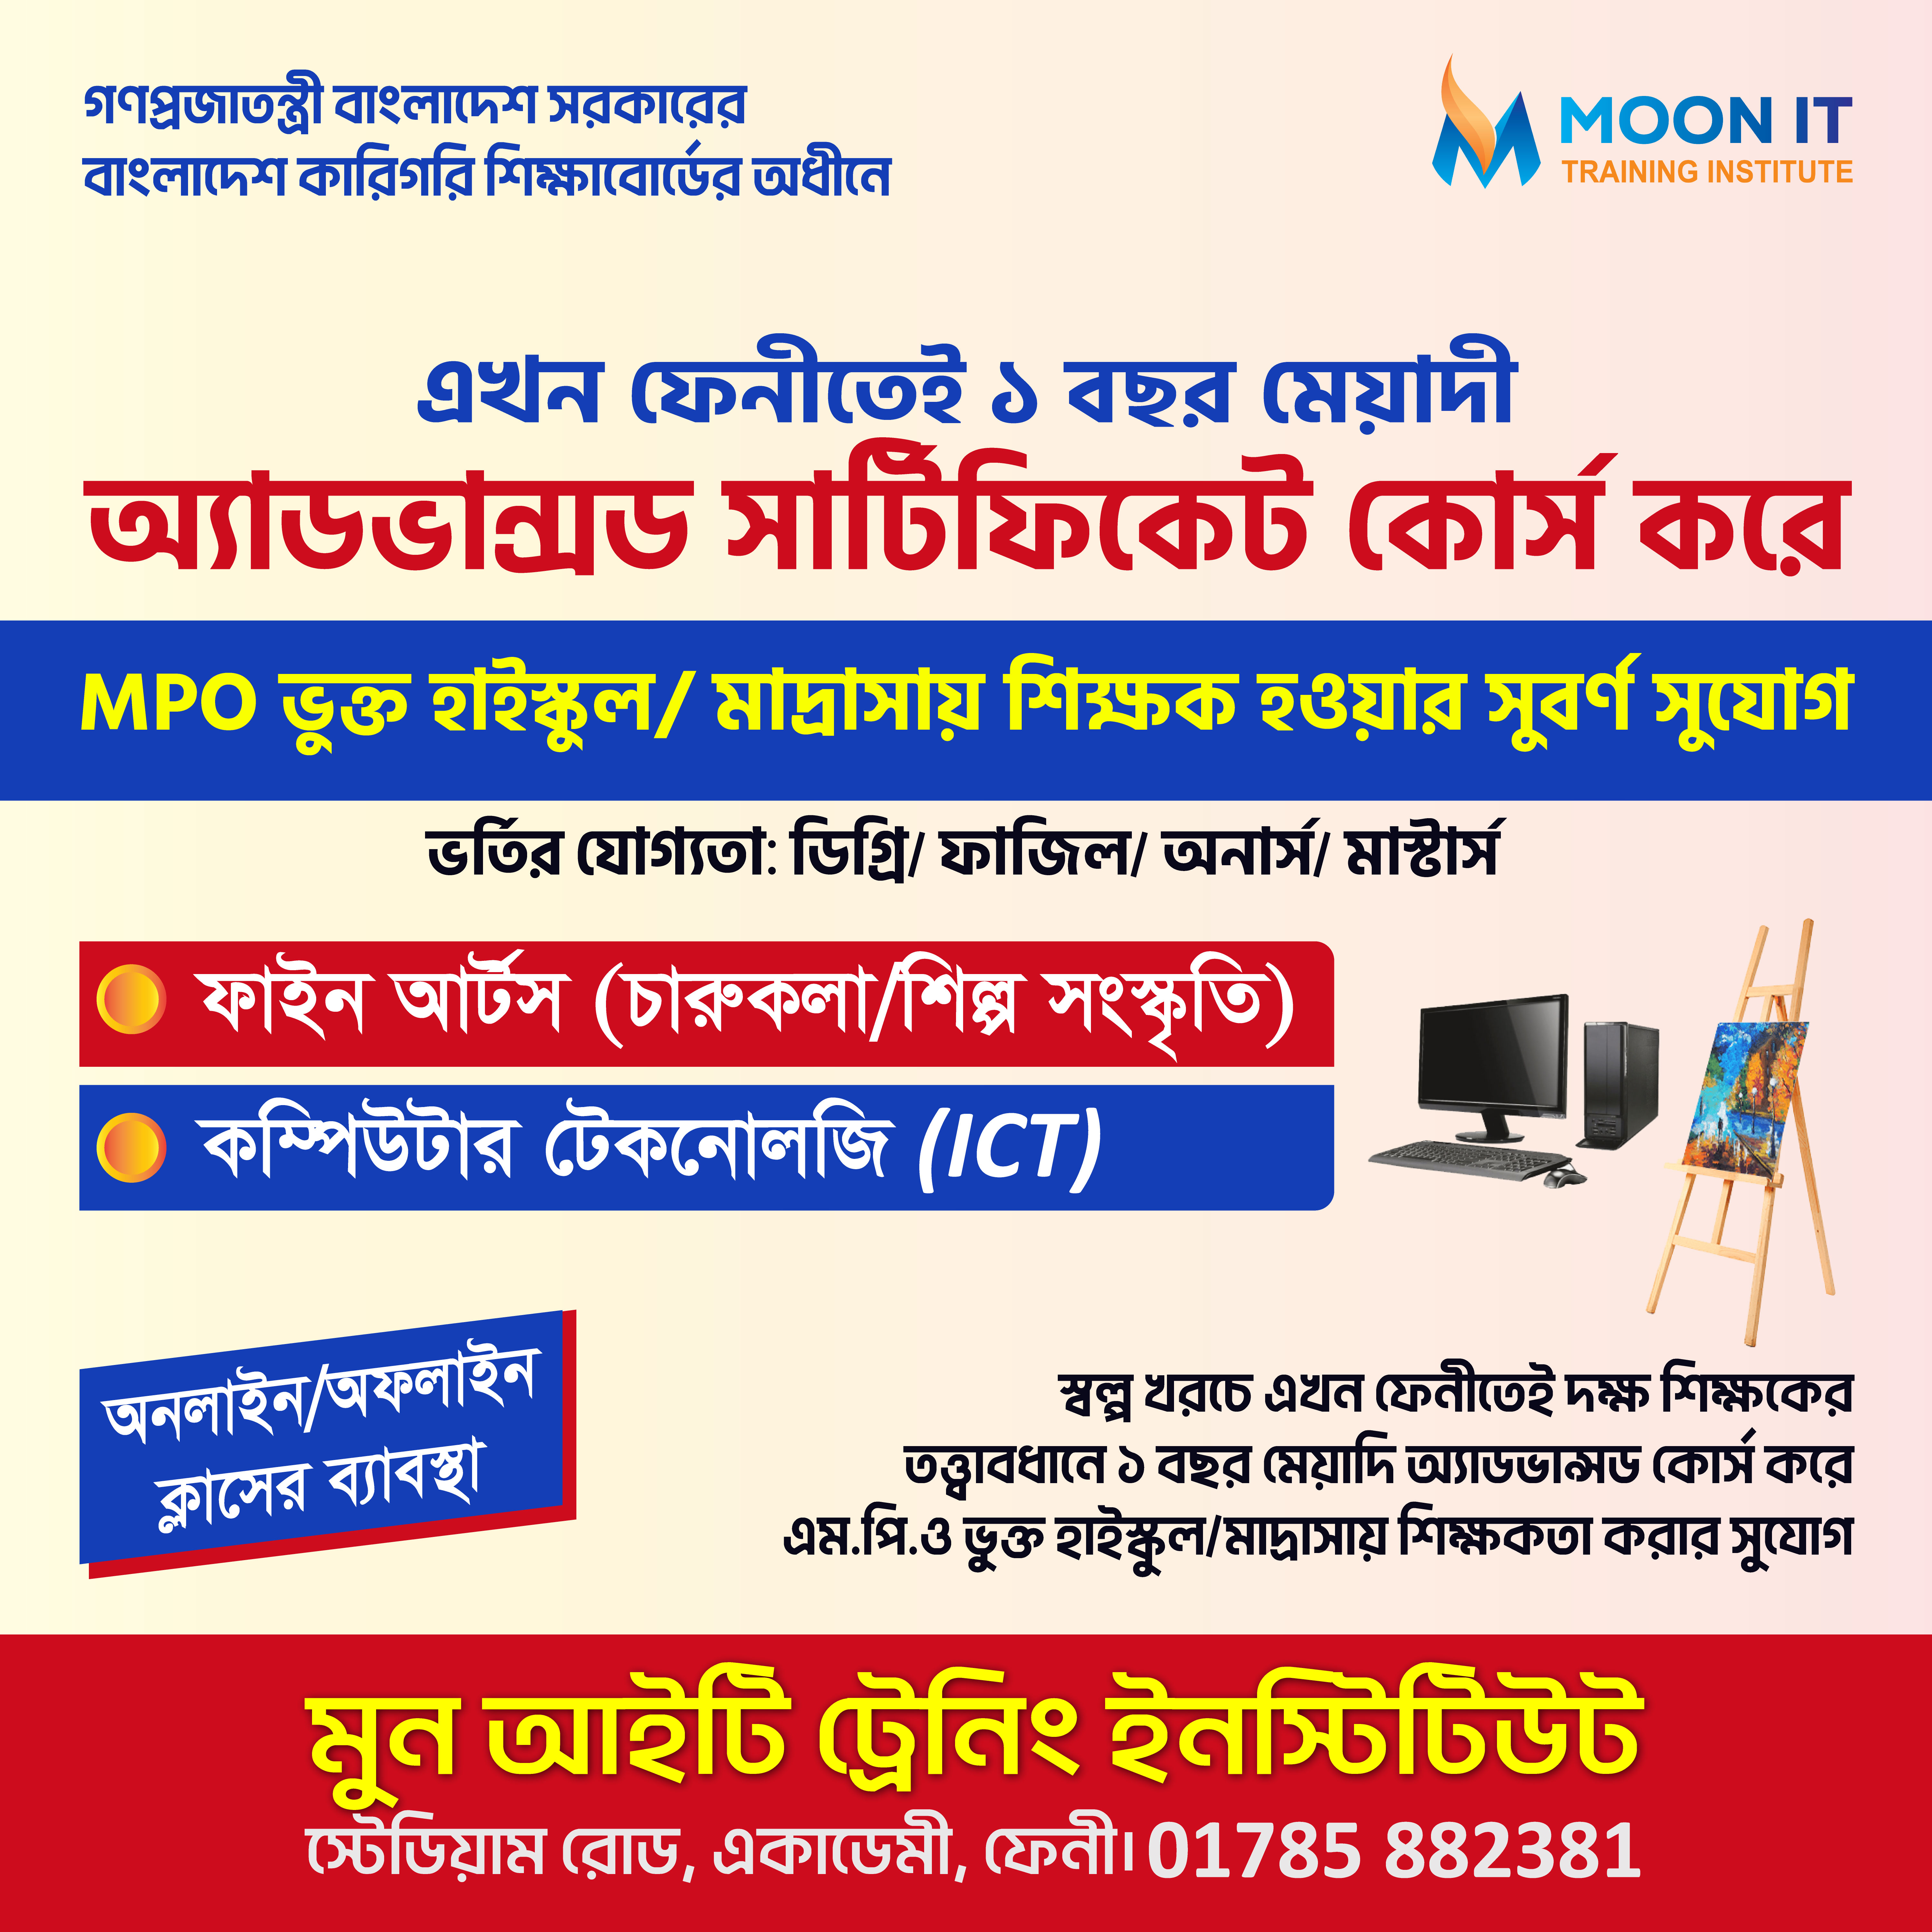 গণপ্রজাতন্ত্রী বাংলাদেশ সরকারের
বাংলাদেশ কারিগরি শিক্ষাবোর্ডের অধীনে
MOON IT
TRAINING INSTITUTE
এখন ফেনীতেই ১ বছর মেয়াদী
অ্যাডভান্সড সার্টিফিকেট কোর্স করে
MPO ভুক্ত হাইস্কুল/ মাদ্রাসায় শিক্ষক হওয়ার সুবর্ণ সুযোগ
ভর্তির যোগ্যতা: ডিগ্রি/ ফাজিল/ অনার্স/ মাস্টার্স
ফাইন আর্টস (চারুকলা/শিল্প সংস্কৃতি)
কম্পিউটার টেকনোলজি (ICT)
অনলাইন/অফলাইন
ক্লাসের ব্যাবস্থা
স্বল্প খরচে এখন ফেনীতেই দক্ষ শিক্ষকের
তত্ত্বাবধানে ১ বছর মেয়াদি অ্যাডভান্সড কোর্স করে
এম.পি.ও ভুক্ত হাইস্কুল/মাদ্রাসায় শিক্ষকতা করার সুযোগ
মুন আইটি ট্রেনিং ইনস্টিটিউট
স্টেডিয়াম রোড, একাডেমী, ফেনী। 01785 882381